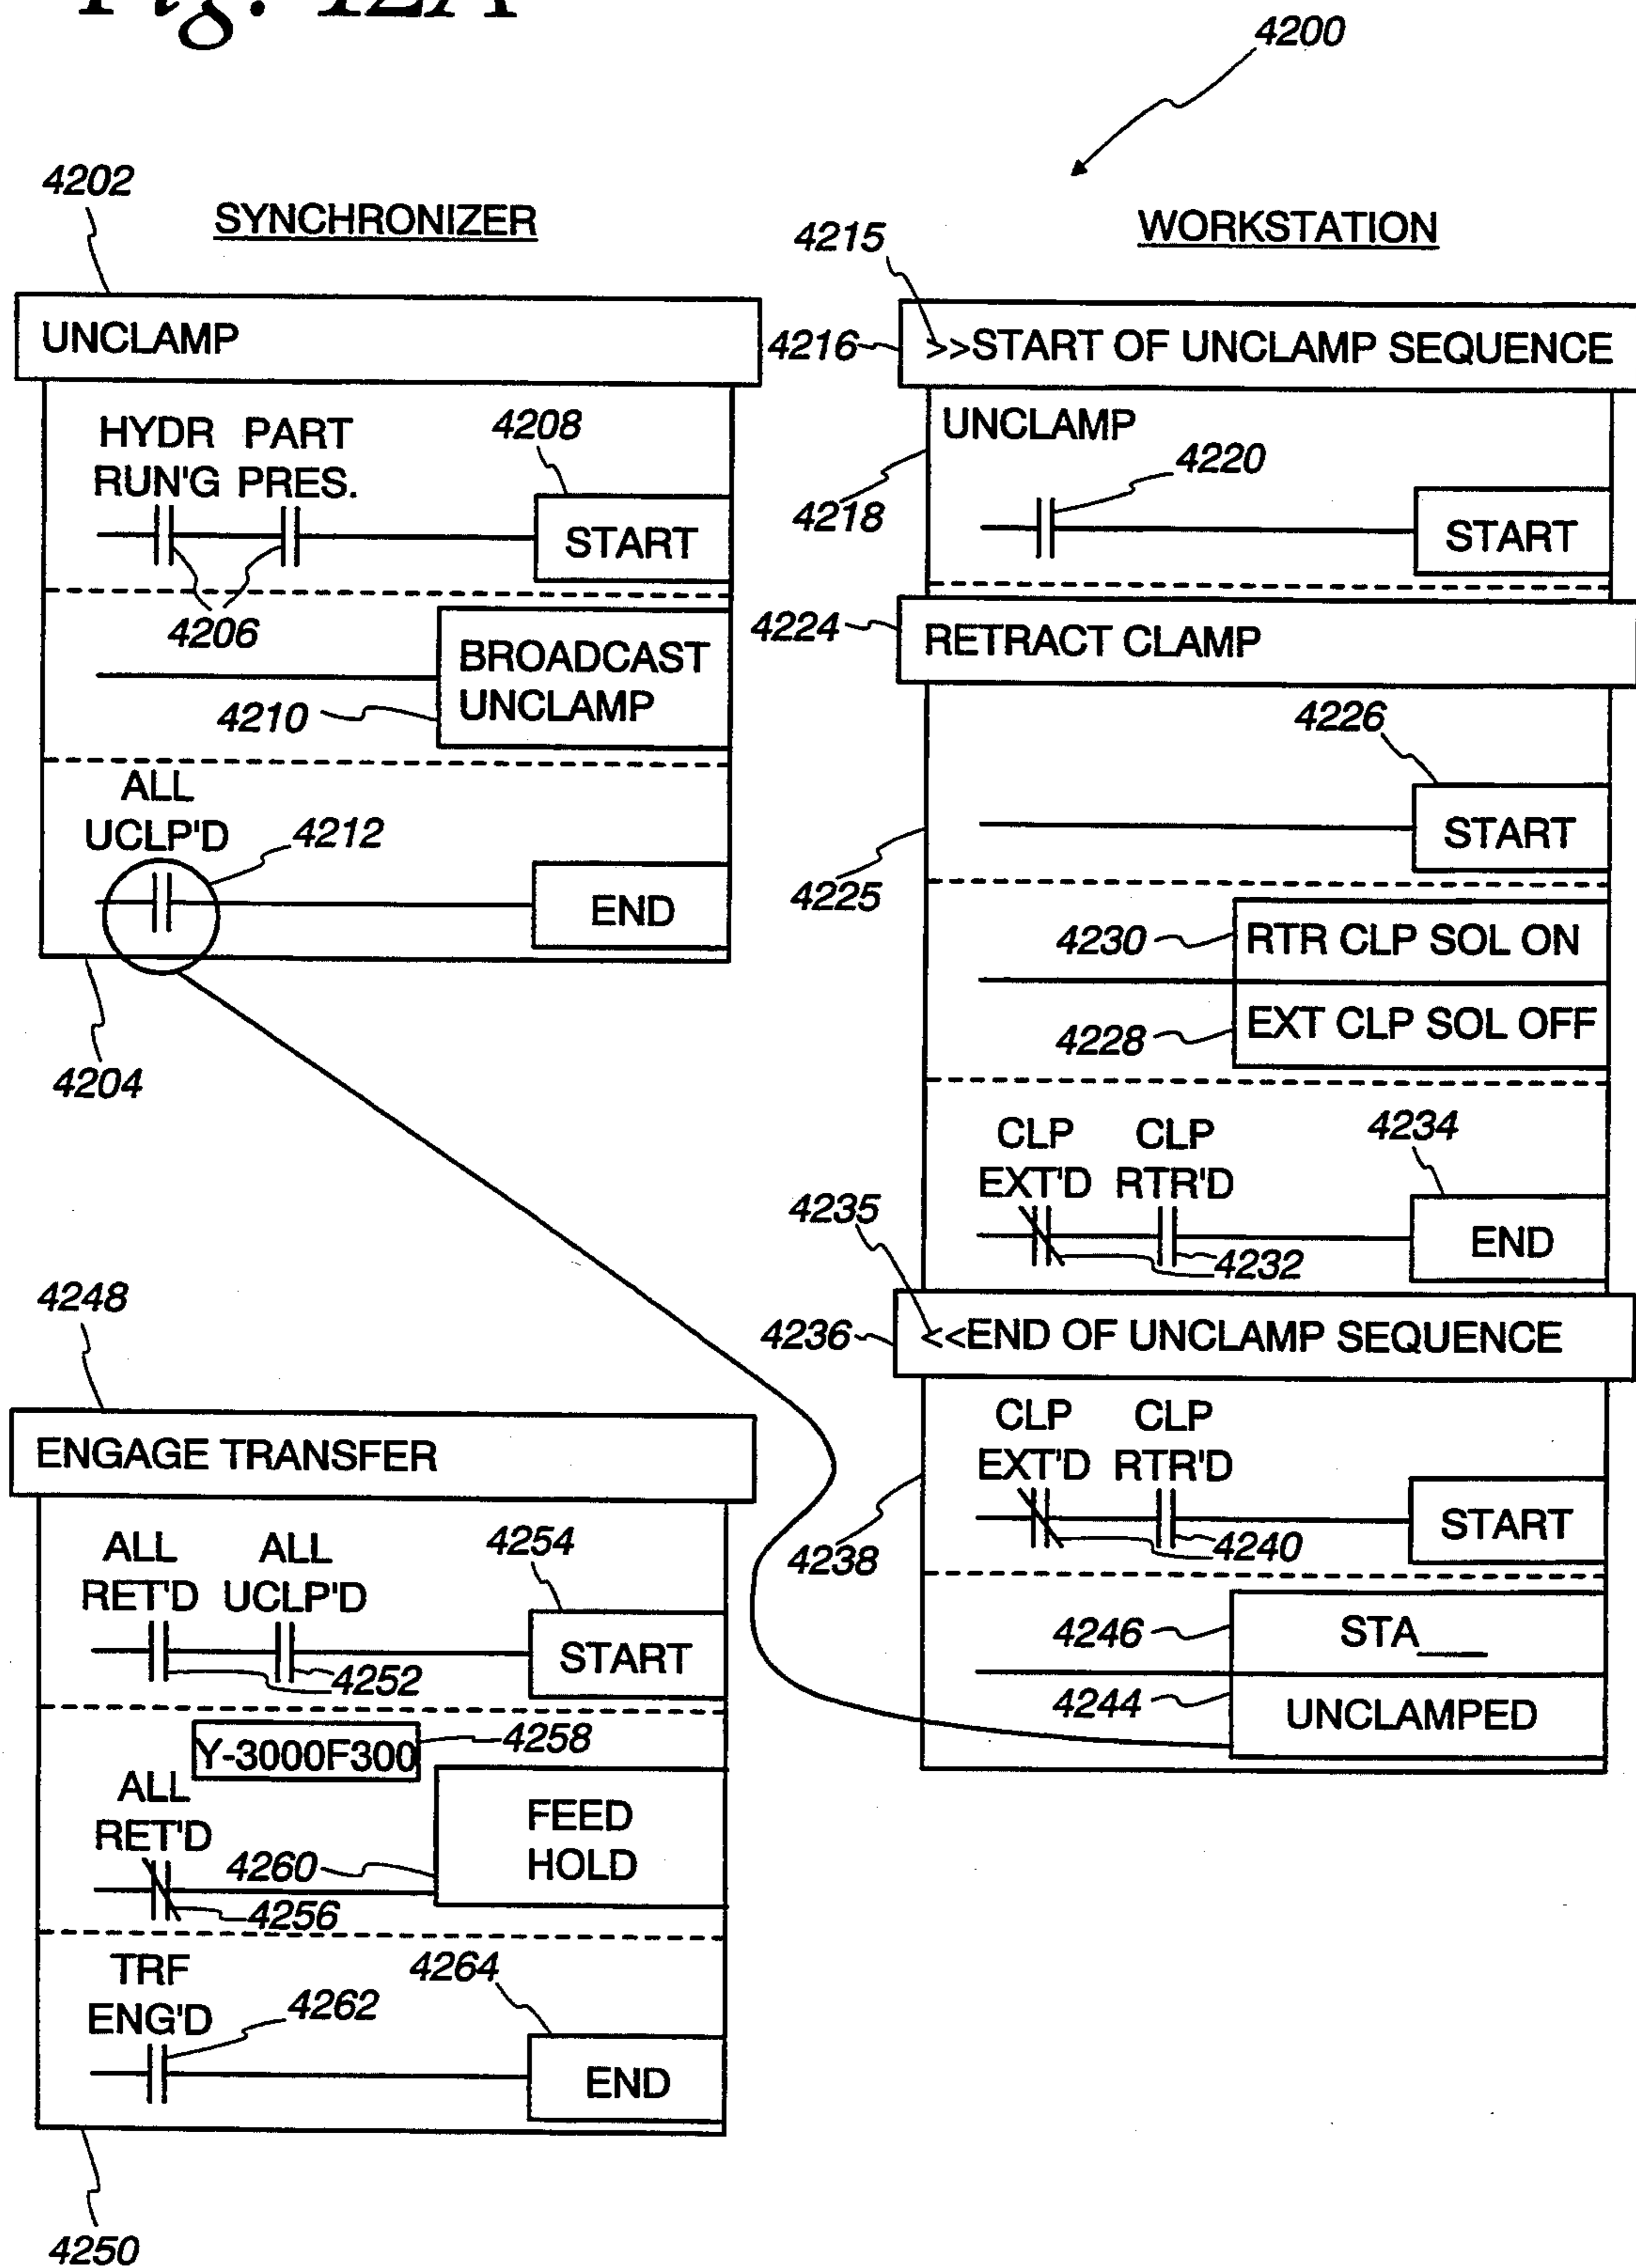 Fig. 42A
4200
4202
SYNCHRONIZER
UNCLAMP
HYDR PART
RUN'G PRES.
4208
START
4206
BROADCAST
UNCLAMP
4210
ALL
UCLP'D
4212
END
4204
4248
ENGAGE TRANSFER
ALL ALL
RET'D UCLP'D
4254
START
4252
Y-3000F300
4258
ALL
RET'D
FEED
HOLD
4260
4256
TRF
ENG'D
4264
4262
END
4250
WORKSTATION
4215
4216
>>START OF UNCLAMP SEQUENCE
UNCLAMP
4220
4218
START
4224
RETRACT CLAMP
4226
START
4225
4230
RTR CLP SOL ON
EXT CLP SOL OFF
4228
CLP CLP
EXT'D RTR'D
4234
4235
4232
END
4236
<<END OF UNCLAMP SEQUENCE
CLP CLP
EXT'D RTR'D
4238
4240
START
4246
STA___
4244
UNCLAMPED